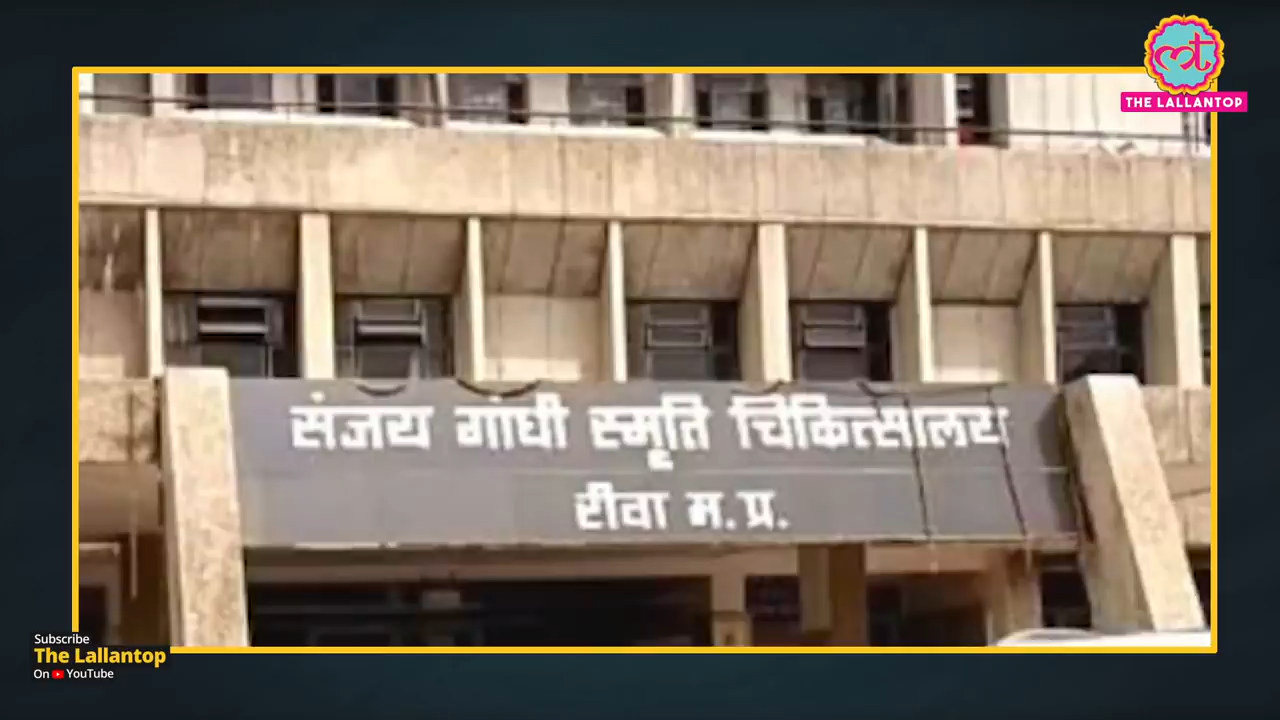 THE LALLANTOP
संजय गांधी स्मृति चिकित्सालय
रीवा म.प्र.
Subscribe
The Lallantop
On YouTube